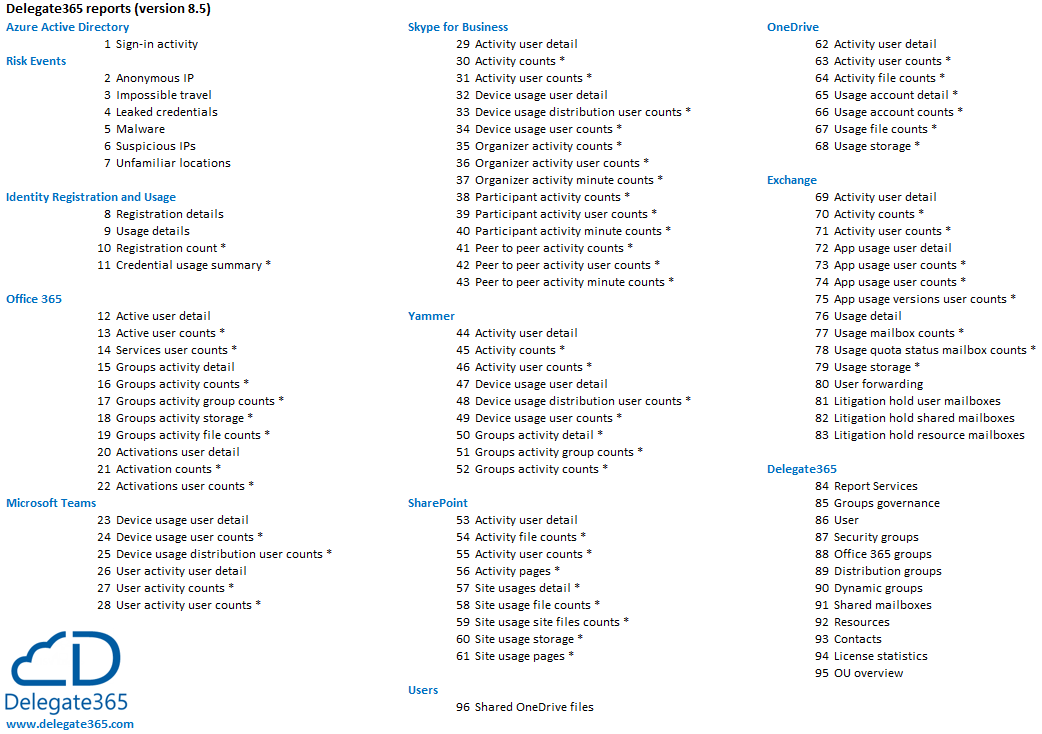 Delegate365 reports (version 8.5)
Azure Active Directory
1 Sign-in activity
Risk Events
2 Anonymous IP
3 Impossible travel
4 Leaked credentials
5 Malware
6 Suspicious IPs
7 Unfamiliar locations
Identity Registration and Usage
8 Registration details
9 Usage details
10 Registration count *
11 Credential usage summary *
Office 365
12 Active user detail
13 Active user counts *
14 Services user counts *
15 Groups activity detail
16 Groups activity counts *
17 Groups activity group counts *
18 Groups activity storage *
19 Groups activity file counts *
20 Activations user detail
21 Activation counts *
22 Activations user counts *
Microsoft Teams
23 Device usage user detail
24 Device usage user counts *
25 Device usage distribution user counts *
26 User activity user detail
27 User activity counts *
28 User activity user counts *
Delegate365
www.delegate365.com
Skype for Business
29 Activity user detail
30 Activity counts *
31 Activity user counts *
32 Device usage user detail
33 Device usage distribution user counts *
34 Device usage user counts *
35 Organizer activity counts *
36 Organizer activity user counts *
37 Organizer activity minute counts *
38 Participant activity counts *
39 Participant activity user counts *
40 Participant activity minute counts *
41 Peer to peer activity counts *
42 Peer to peer activity user counts *
43 Peer to peer activity minute counts *
Yammer
44 Activity user detail
45 Activity counts *
46 Activity user counts *
47 Device usage user detail
48 Device usage distribution user counts *
49 Device usage user counts *
50 Groups activity detail *
51 Groups activity group counts *
52 Groups activity counts *
SharePoint
53 Activity user detail
54 Activity file counts *
55 Activity user counts *
56 Activity pages *
57 Site usages detail *
58 Site usage file counts *
59 Site usage site files counts *
60 Site usage storage *
61 Site usage pages *
Users
96 Shared OneDrive files
OneDrive
62 Activity user detail
63 Activity user counts *
64 Activity file counts *
65 Usage account detail *
66 Usage account counts *
67 Usage file counts *
68 Usage storage *
Exchange
69 Activity user detail
70 Activity counts *
71 Activity user counts *
72 App usage user detail
73 App usage user counts *
74 App usage user counts *
75 App usage versions user counts *
76 Usage detail
77 Usage mailbox counts *
78 Usage quota status mailbox counts *
79 Usage storage *
80 User forwarding
81 Litigation hold user mailboxes
82 Litigation hold shared mailboxes
83 Litigation hold resource mailboxes
Delegate365
84 Report Services
85 Groups governance
86 User
87 Security groups
88 Office 365 groups
89 Distribution groups
90 Dynamic groups
91 Shared mailboxes
92 Resources
93 Contacts
94 License statistics
95 OU overview